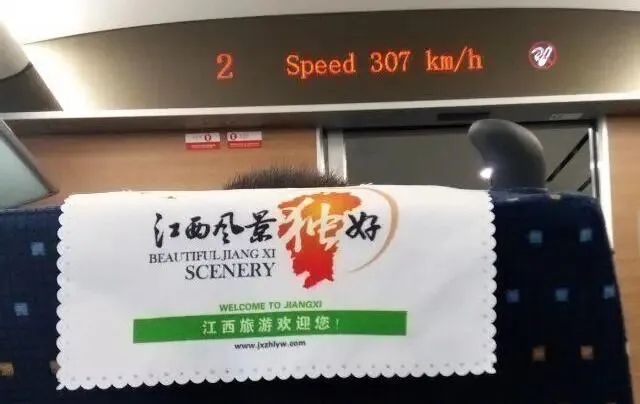 2 Speed 307 km/h
江西风景独好
BEAUTIFUL JIANG XI
SCENERY
WELCOME TO JIANGXI
江西旅游欢迎您!
www.jxzhlyw.com